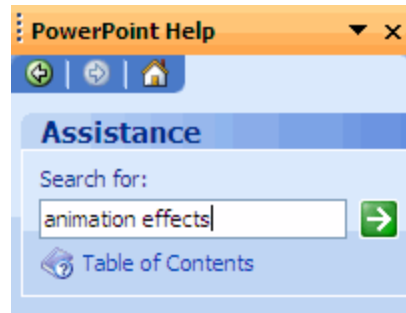 PowerPoint Help
Assistance
Search for:
animation effects
Table of Contents